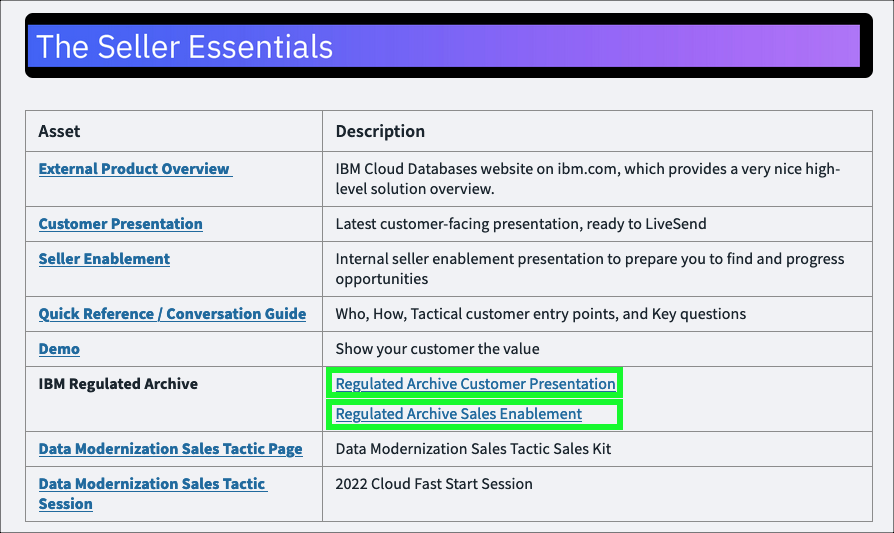 The Seller Essentials
Asset
Description
External Product Overview
IBM Cloud Databases website on ibm.com, which provides a very nice high-
level solution overview.
Customer Presentation
Latest customer-facing presentation, ready to LiveSend
Seller Enablement
Internal seller enablement presentation to prepare you to find and progress
opportunities
Quick Reference / Conversation Guide
Who, How, Tactical customer entry points, and Key questions
Demo
Show your customer the value
IBM Regulated Archive
Regulated Archive Customer Presentation
Regulated Archive Sales Enablement
Data Modernization Sales Tactic Page
Data Modernization Sales Tactic Sales Kit
Data Modernization Sales Tactic
Session
2022 Cloud Fast Start Session